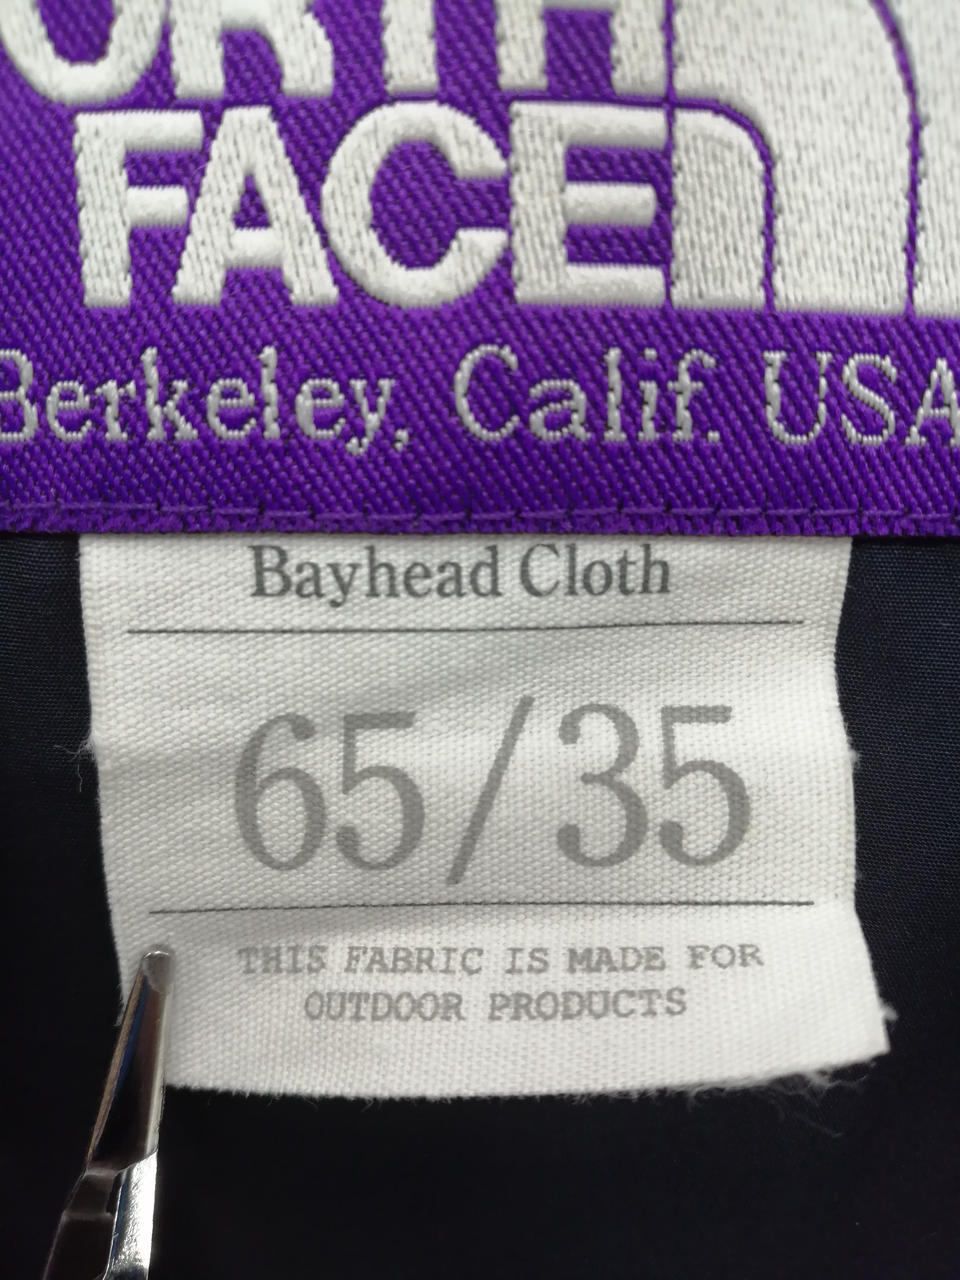 ORTH
FACE
Berkeley, Calif. USA
Bayhead Cloth
65/35
THIS FABRIC IS MADE FOR
OUTDOOR PRODUCTS